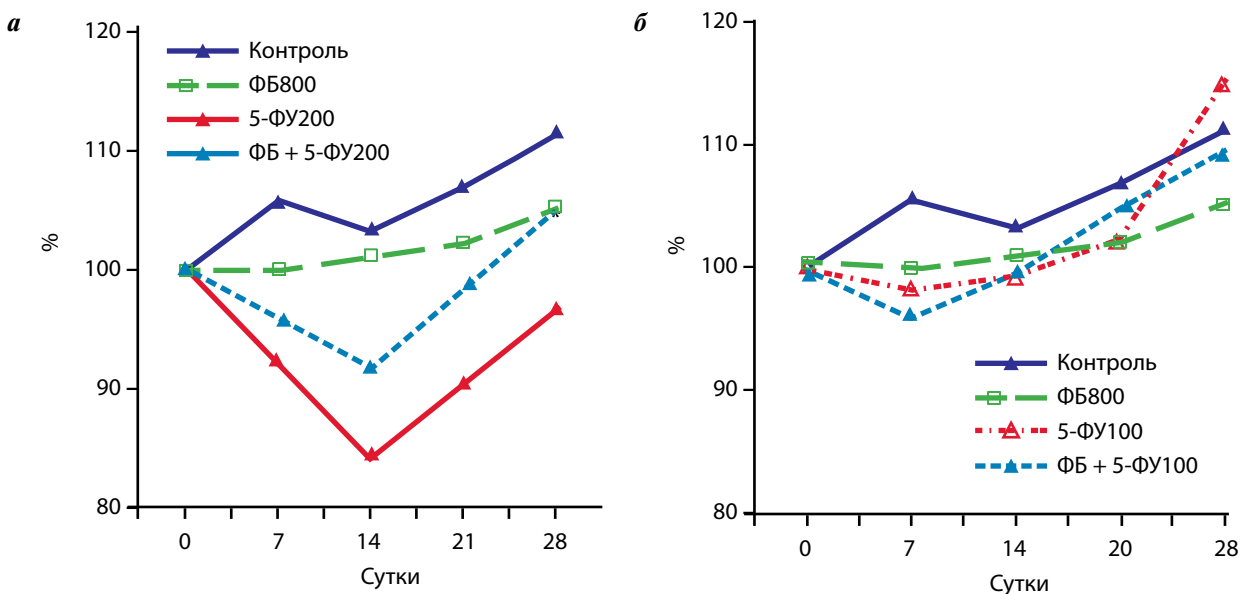 а
120
110
100
90
80
%
Контроль
ФБ800
5-ФУ200
ФБ + 5-ФУ200
0 7 14 21 28
Сутки
б
120
110
100
90
80
%
Контроль
ФБ800
5-ФУ100
ФБ + 5-ФУ100
0 7 14 20 28
Сутки